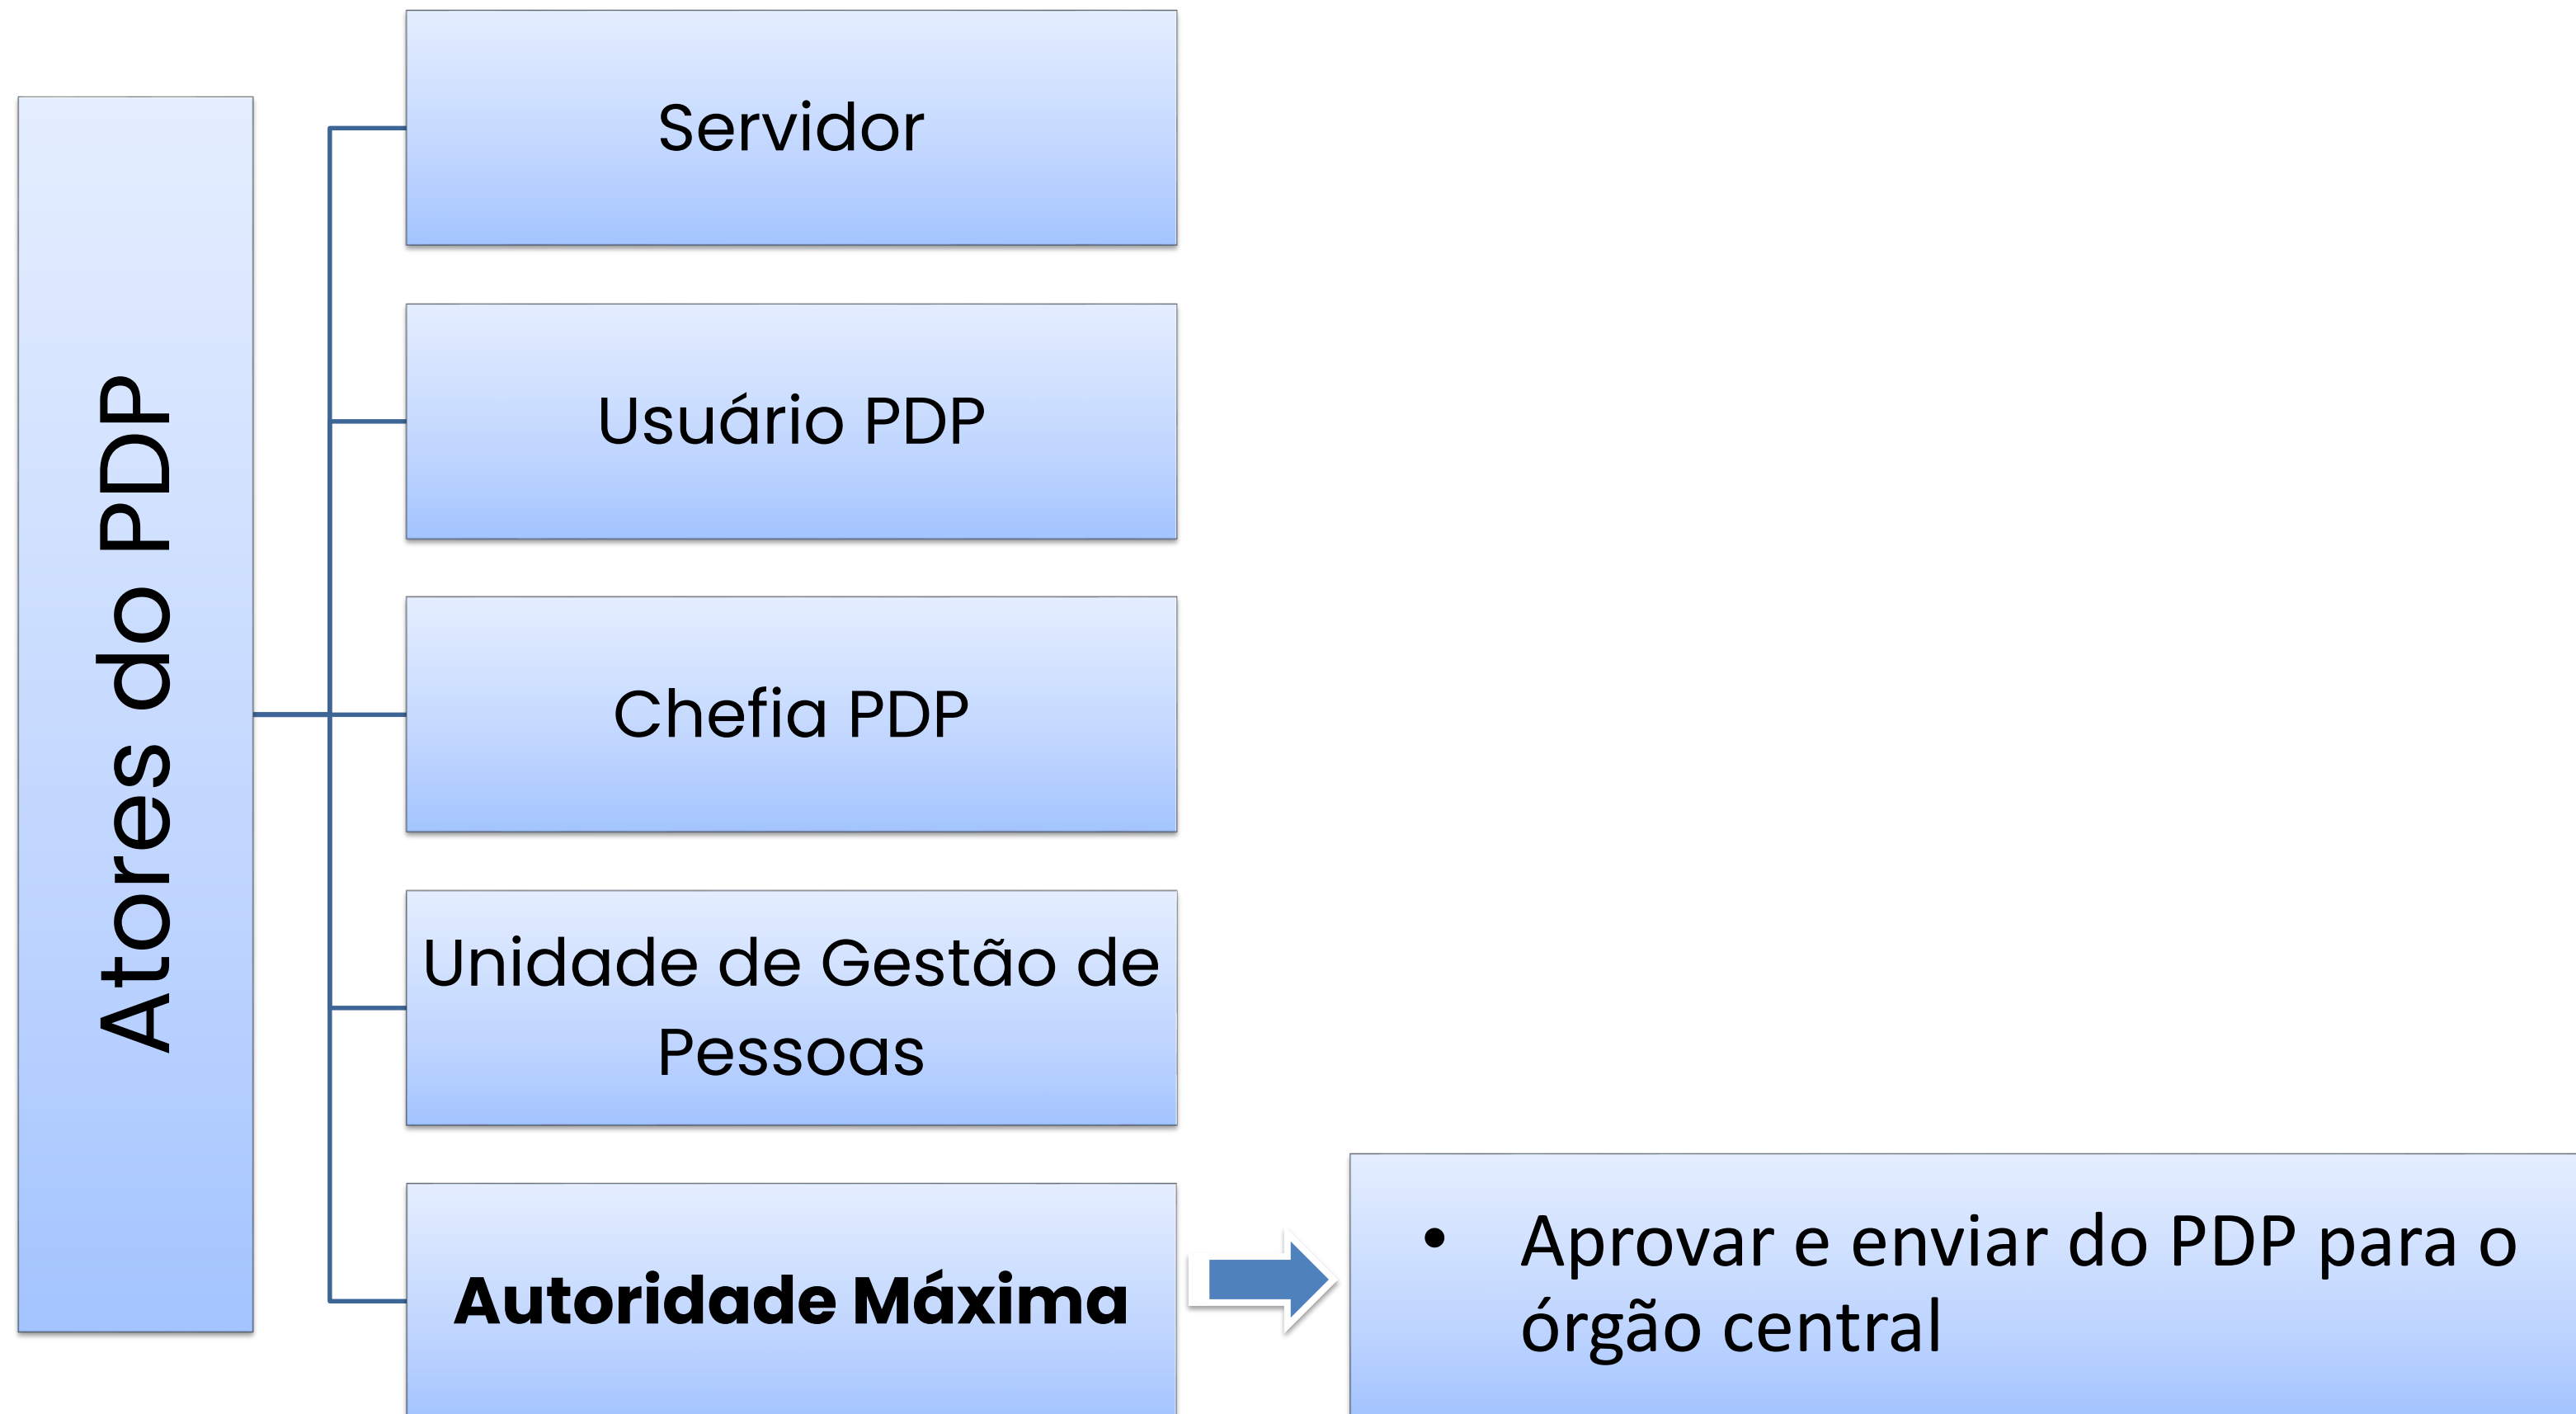 Atores do PDP
Servidor
Usuário PDP
Chefia PDP
Unidade de Gestão de
Pessoas
Autoridade Máxima
• Aprovar e enviar do PDP para o
órgão central